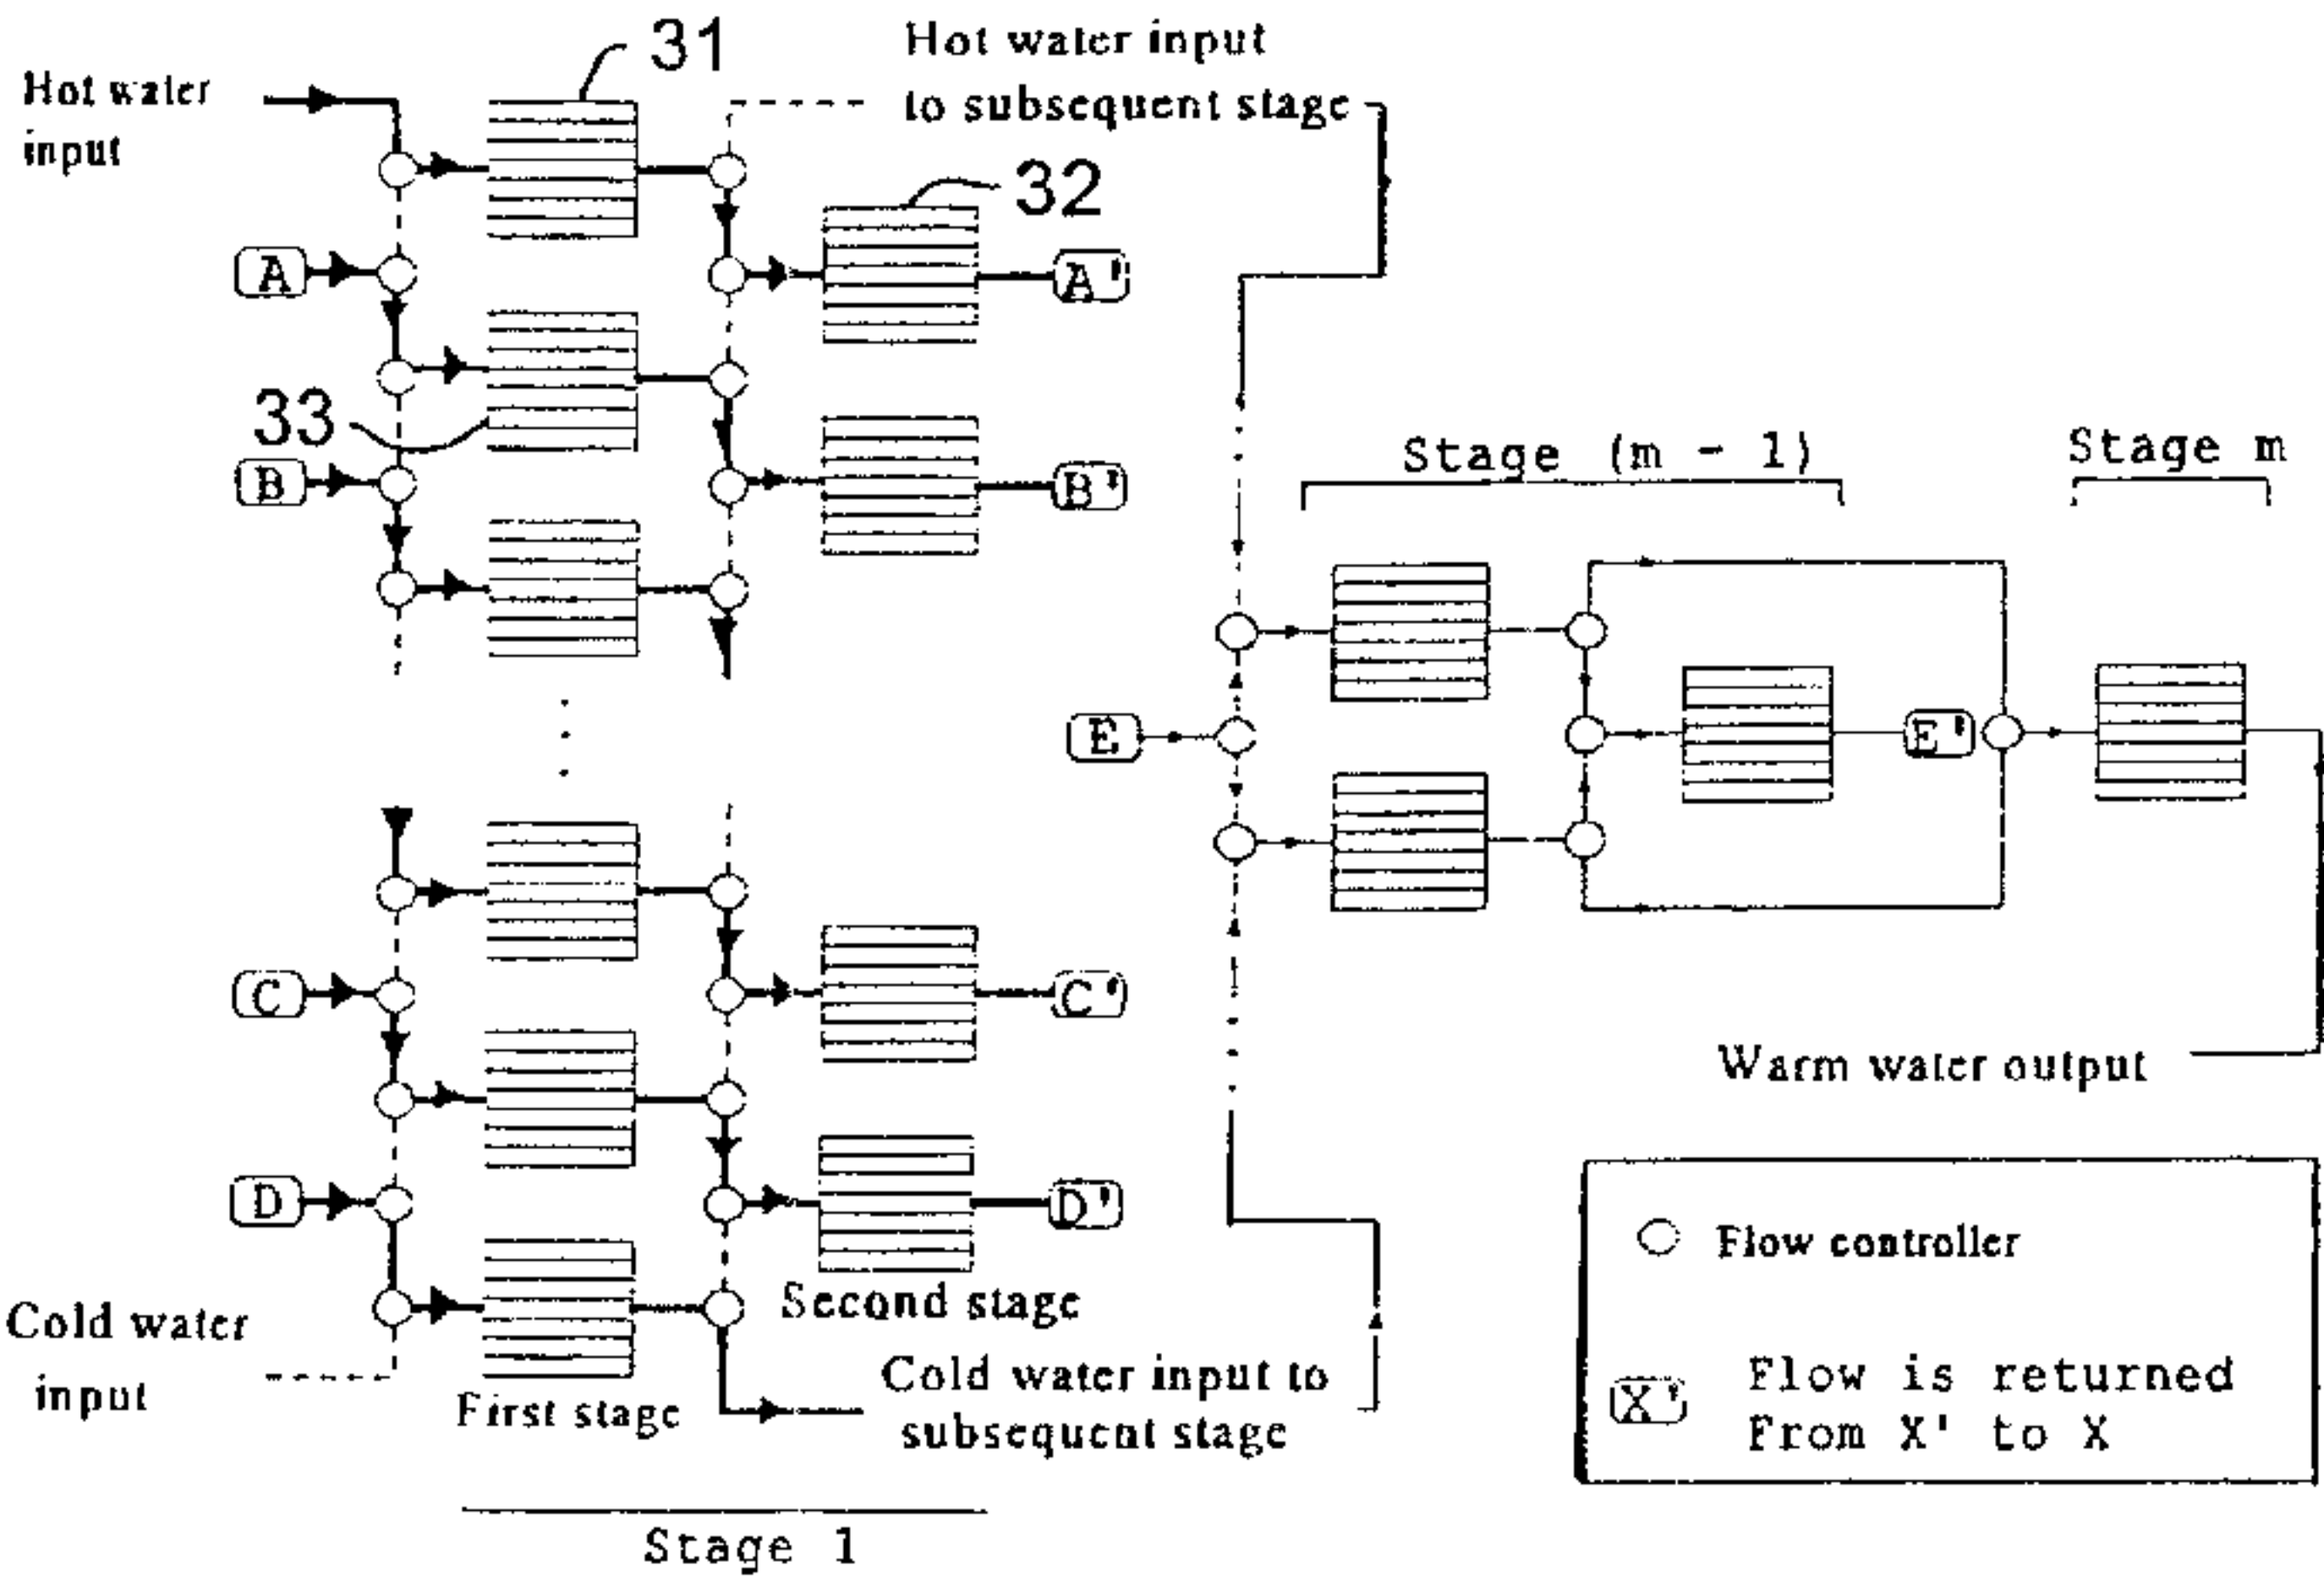 Hot water
input
31
Hot water input
to subsequent stage
32
A
A'
33
B
B'
Stage (m - 1)
Stage m
E
E'
C
C'
Warm water output
D
D'
Second stage
Cold water
input
First stage
Cold water input to
subsequent stage
Stage 1
Flow controller
X'
Flow is returned
From X' to X